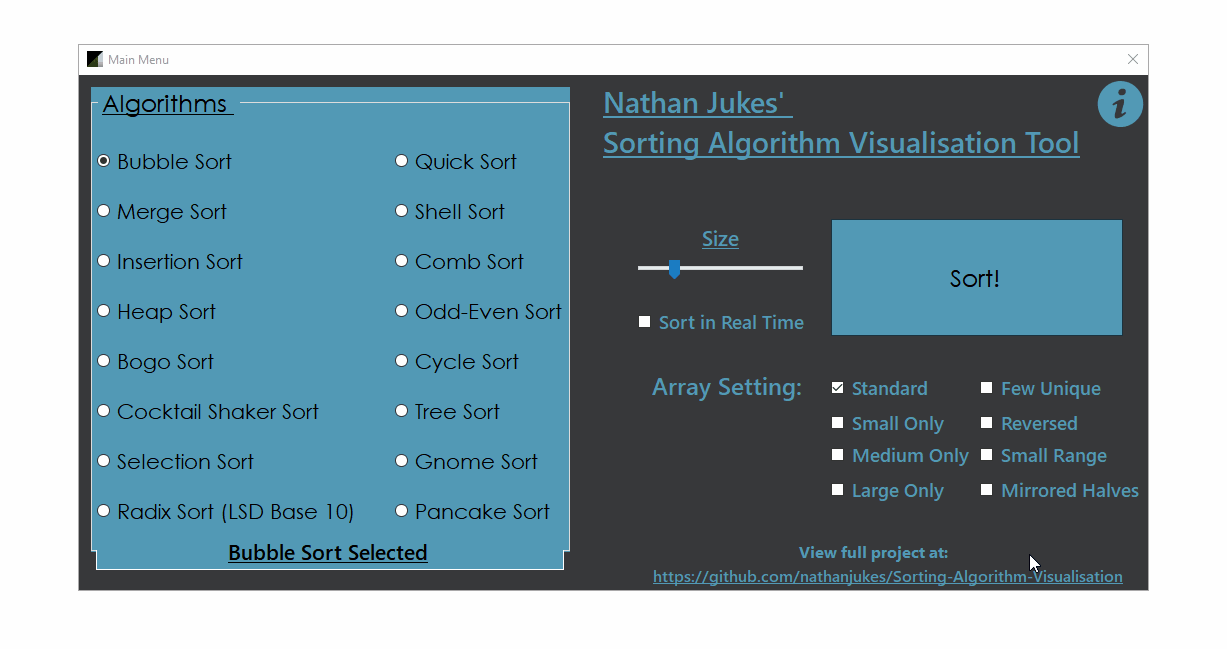 Main Menu
Algorithms
Bubble Sort
Merge Sort
Insertion Sort
Heap Sort
Bogo Sort
Cocktail Shaker Sort
Selection Sort
Radix Sort (LSD Base 10)
Quick Sort
Shell Sort
Comb Sort
Odd-Even Sort
Cycle Sort
Tree Sort
Gnome Sort
Pancake Sort
Bubble Sort Selected
Nathan Jukes'
Sorting Algorithm Visualisation Tool
i
Size
Sort in Real Time
Sort!
Array Setting:
Standard
Small Only
Medium Only
Large Only
Few Unique
Reversed
Small Range
Mirrored Halves
View full project at:
https://github.com/nathanjukes/Sorting-Algorithm-Visualisation